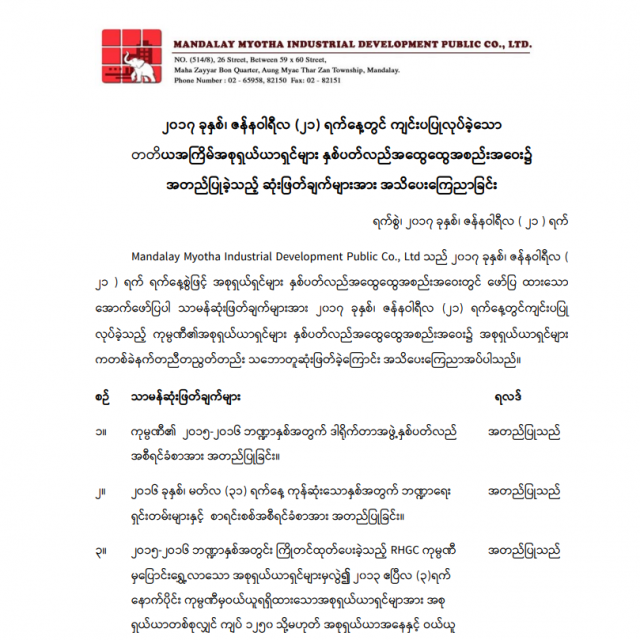 MANDALAY MYOTHA INDUSTRIAL DEVELOPMENT PUBLIC CO., LTD.
NO. (514/8), 26 Street, Between 59 x 60 Street,
Maha Zayyar Bon Quarter, Aung Myae Thar Zan Township, Mandalay.
Phone Number : 02 - 65958, 82150 Fax: 02 - 82151
၂၀၁၇ ခုနှစ်၊ ဇန်နဝါရီလ (၂၁) ရက်နေ့တွင် ကျင်းပပြုလုပ်ခဲ့သော
တတိယအကြိမ်အစုရှယ်ယာရှင်များ နှစ်ပတ်လည်အထွေထွေအစည်းအဝေး၌
အတည်ပြုခဲ့သည့် ဆုံးဖြတ်ချက်များအား အသိပေးကြေညာခြင်း
ရက်စွဲ၊ ၂၀၁၇ ခုနှစ်၊ ဇန်နဝါရီလ ( ၂၁ ) ရက်
Mandalay Myotha Industrial Development Public Co., Ltd သည် ၂၀၁၇ ခုနှစ်၊ ဇန်နဝါရီလ (
၂၁ ) ရက် ရက်နေ့စွဲဖြင့် အစုရှယ်ရှင်များ နှစ်ပတ်လည်အထွေထွေအစည်းအဝေးတွင် ဖော်ပြ ထားသော
အောက်ဖော်ပြပါ သာမန်ဆုံးဖြတ်ချက်များအား ၂၀၁၇ ခုနှစ်၊ ဇန်နဝါရီလ (၂၁) ရက်နေ့တွင်ကျင်းပပြု
လုပ်ခဲ့သည့် ကုမ္ပဏီ၏အစုရှယ်ယာရှင်များ နှစ်ပတ်လည်အထွေထွေအစည်းအဝေး၌ အစုရှယ်ယာရှင်များ
ကတစ်ခဲနက်တညီတညွတ်တည်း သဘောတူဆုံးဖြတ်ခဲ့ကြောင်း အသိပေးကြေညာအပ်ပါသည်။
စဉ် သာမန်ဆုံးဖြတ်ချက်များ ရလဒ်
၁။ ကုမ္ပဏီ၏ ၂၀၁၅-၂၀၁၆ ဘဏ္ဍာနှစ်အတွက် ဒါရိုက်တာအဖွဲ့နှစ်ပတ်လည် အတည်ပြုသည်
အစီရင်ခံစာအား အတည်ပြုခြင်း။
၂။ ၂၀၁၆ ခုနှစ်၊ မတ်လ (၃၁) ရက်နေ့ ကုန်ဆုံးသောနှစ်အတွက် ဘဏ္ဍာရေး အတည်ပြုသည်
ရှင်းတမ်းများနှင့် စာရင်းစစ်အစီရင်ခံစာအား အတည်ပြုခြင်း။
၃။ ၂၀၁၅-၂၀၁၆ ဘဏ္ဍာနှစ်အတွင်း ကြိုတင်ထုတ်ပေးခဲ့သည့် RHGC ကုမ္ပဏီ အတည်ပြုသည်
မှပြောင်းရွှေ့လာသော အစုရှယ်ယာရှင်များမှလွဲ၍ ၂၀၁၃ ဧပြီလ (၃)ရက်
နောက်ပိုင်း ကုမ္ပဏီမှဝယ်ယူရရှိထားသောအစုရှယ်ယာရှင်များအား အစု
ရှယ်ယာတစ်စုလျှင် ကျပ် ၁၂၅၀ သို့မဟုတ် အစုရှယ်ယာအနေနှင့် ဝယ်ယူ